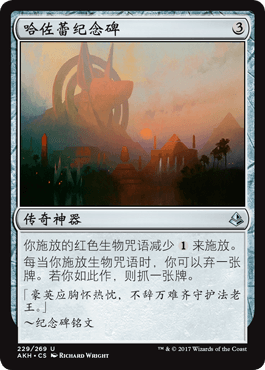 哈佐蕾纪念碑 3
传奇神器
你施放的红色生物咒语减少 1 来施放。
每当你施放生物咒语时,你可以弃一张
牌。若你如此作,则抓一张牌。
「豪英应胸怀热忱,不辞万难齐守护法老
王。」
~纪念碑铭文
229/269 U
AKH • CS RICHARD WRIGHT
™ & © 2017 Wizards of the Coast